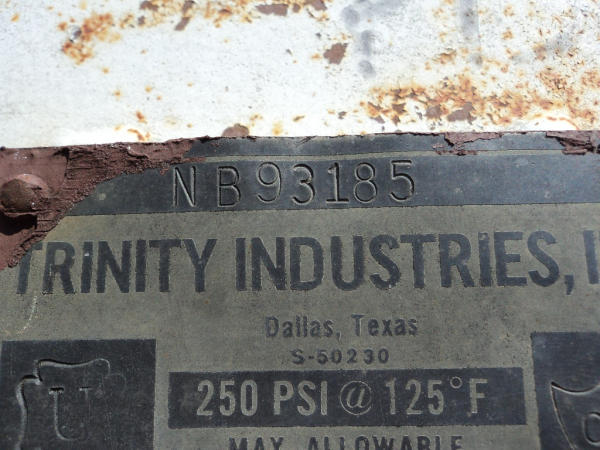 NB93185
TRINITY INDUSTRIES,
Dallas, Texas
S-50230
U
250 PSI @ 125°F
MAX. ALLOWABLE